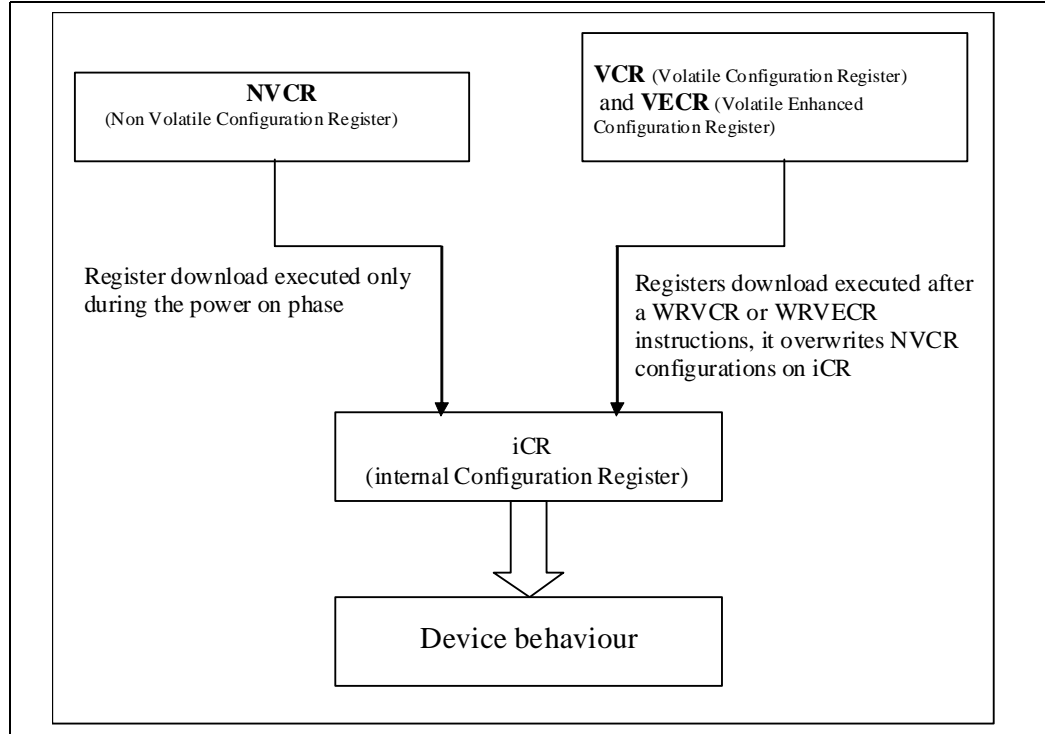 NVCR
(Non Volatile Configuration Register)
VCR (Volatile Configuration Register)
and VECR (Volatile Enhanced
Configuration Register)
Register download executed only
during the power on phase
Registers download executed after
a WRVCR or WRVECR
instructions, it overwrites NVCR
configurations on iCR
iCR
(internal Configuration Register)
Device behaviour